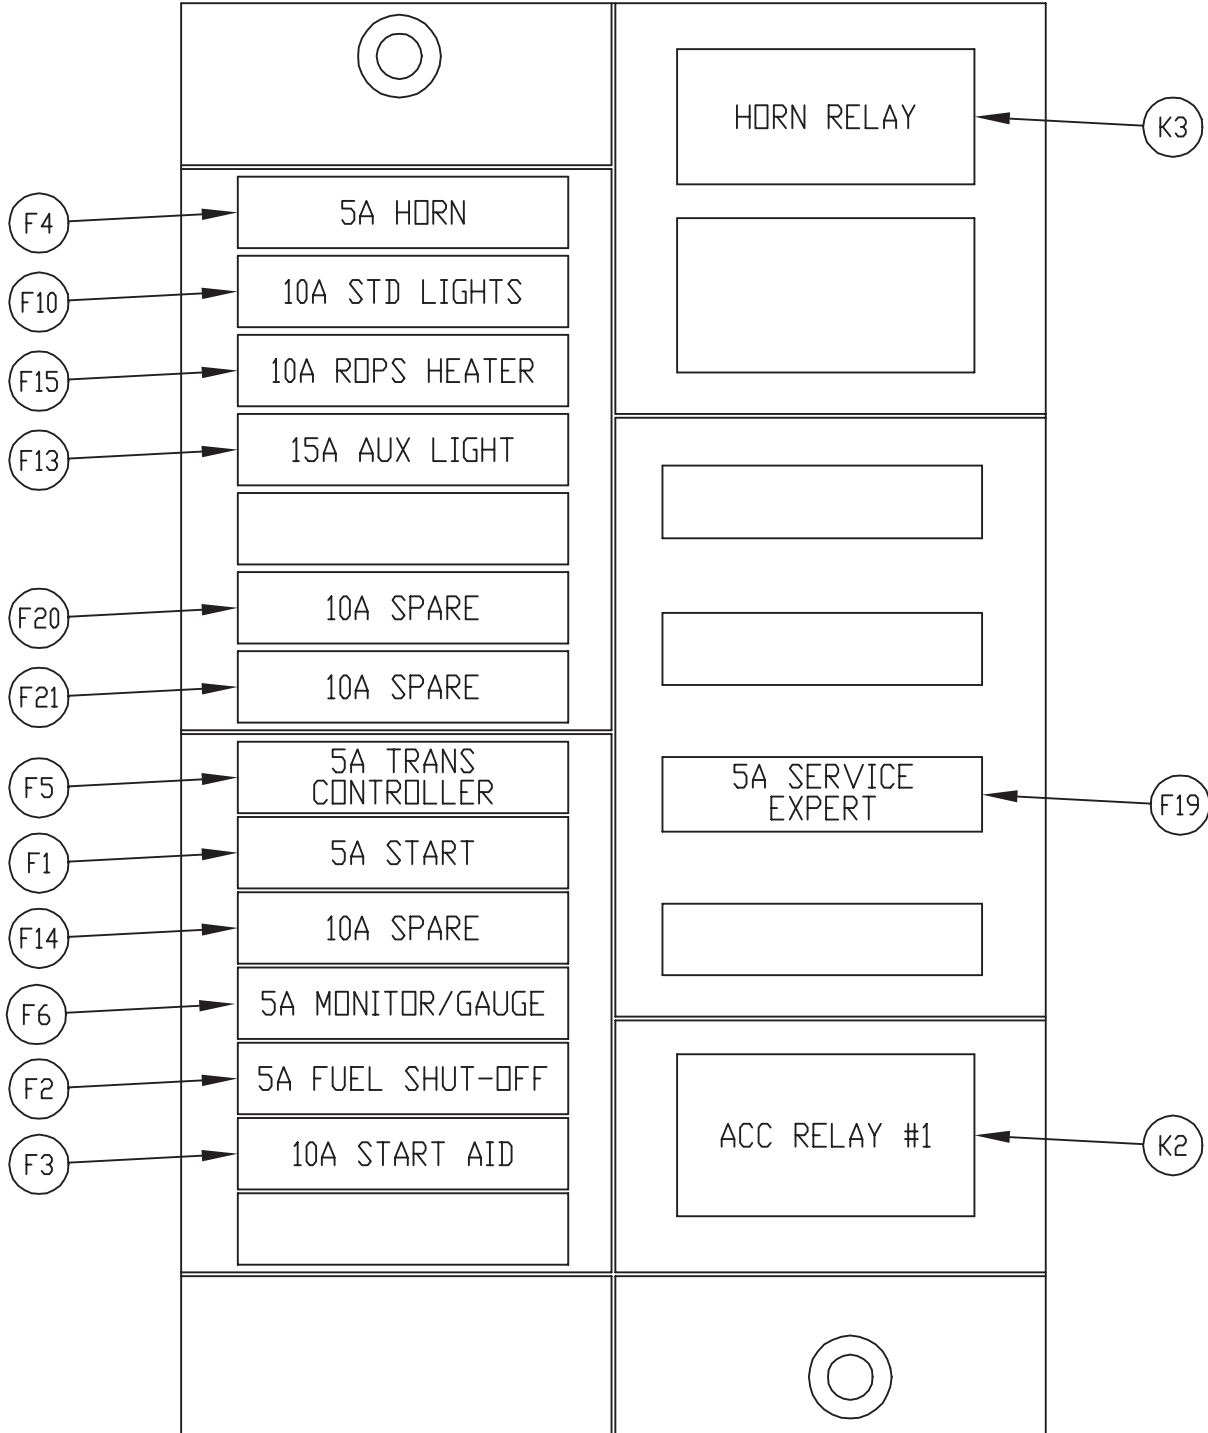 HORN RELAY
K3
F4
5A HORN
F10
10A STD LIGHTS
F15
10A ROPS HEATER
F13
15A AUX LIGHT
F20
10A SPARE
F21
10A SPARE
F5
5A TRANS
CONTROLLER
5A SERVICE
EXPERT
F19
F1
5A START
F14
10A SPARE
F6
5A MONITOR/GAUGE
F2
5A FUEL SHUT-OFF
F3
10A START AID
ACC RELAY #1
K2